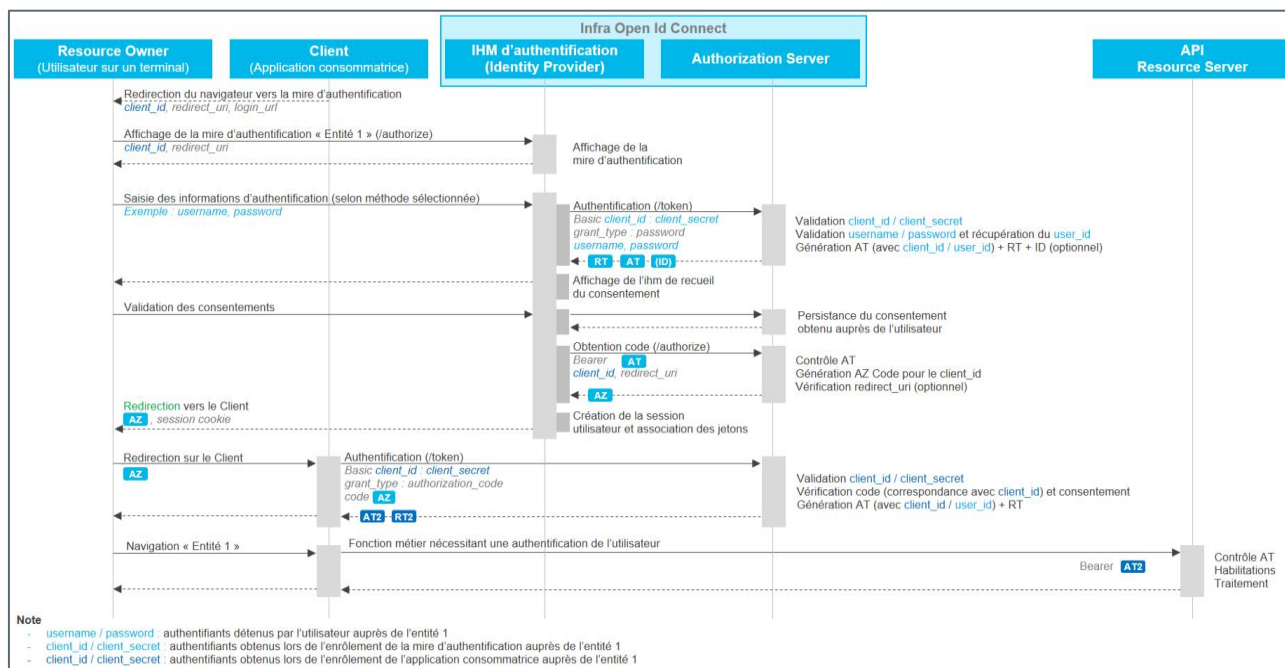 Infra Open Id Connect
Resource Owner
(Utilisateur sur un terminal)
Client
(Application consommatrice)
IHM d'authentification
(Identity Provider)
Authorization Server
API
Resource Server
Redirection du navigateur vers la mire d'authentification
client_id, redirect_uri, login_url
Affichage de la mire d'authentification « Entité 1 » (/authorize)
client_id, redirect_uri
Affichage de la
mire d'authentification
Saisie des informations d'authentification (selon méthode sélectionnée)
Exemple : username, password
Authentification (/token)
Basic client_id : client_secret
grant_type : password
username, password
RT AT (ID)
Validation client_id / client_secret
Validation username / password et récupération du user_id
Génération AT (avec client_id / user_id) + RT + ID (optionnel)
Affichage de l'ihm de recueil
du consentement
Validation des consentements
Persistance du consentement
obtenu auprès de l'utilisateur
Obtention code (/authorize)
Bearer AT
client_id, redirect_uri
AZ
Contrôle AT
Génération AZ Code pour le client_id
Vérification redirect_uri (optionnel)
Redirection vers le Client
AZ , session cookie
Création de la session
utilisateur et association des jetons
Redirection sur le Client
AZ
Authentification (/token)
Basic client_id : client_secret
grant_type : authorization_code
code AZ
AT2 RT2
Validation client_id / client_secret
Vérification code (correspondance avec client_id) et consentement
Génération AT (avec client_id / user_id) + RT
Navigation « Entité 1 »
Fonction métier nécessitant une authentification de l'utilisateur
Bearer AT2
Contrôle AT
Habilitations
Traitement
Note
- username / password : authentifiants détenus par l'utilisateur auprès de l'entité 1
- client_id / client_secret : authentifiants obtenus lors de l'enrôlement de la mire d'authentification auprès de l'entité 1
- client_id / client_secret : authentifiants obtenus lors de l'enrôlement de l'application consommatrice auprès de l'entité 1